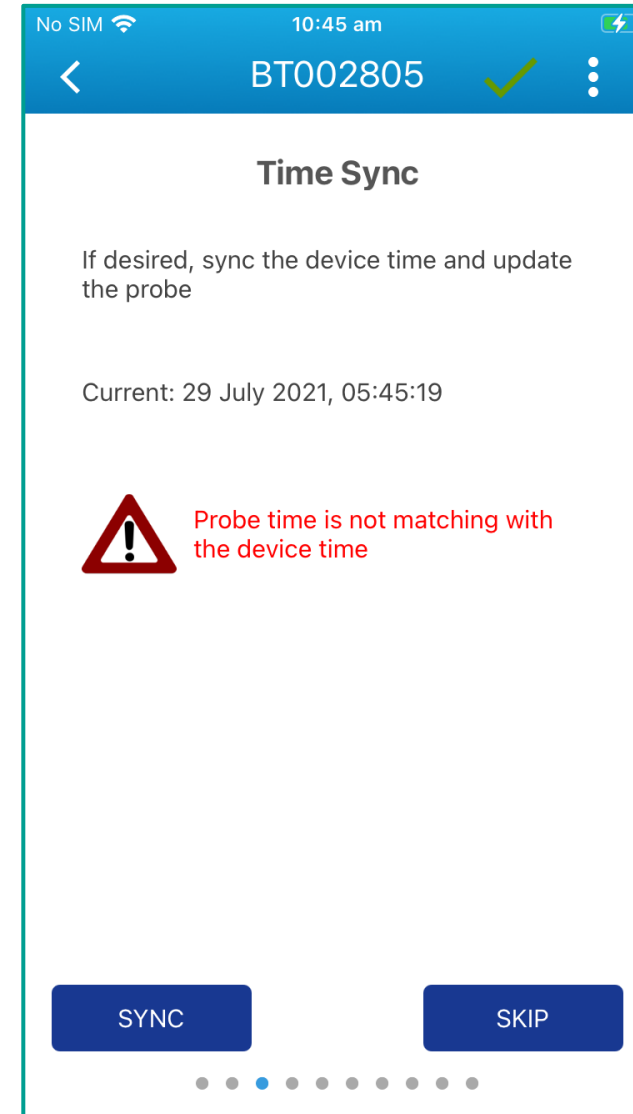 No SIM 10:45 am
BT002805
Time Sync
If desired, sync the device time and update
the probe
Current: 29 July 2021, 05:45:19
Probe time is not matching with
the device time
SYNC SKIP